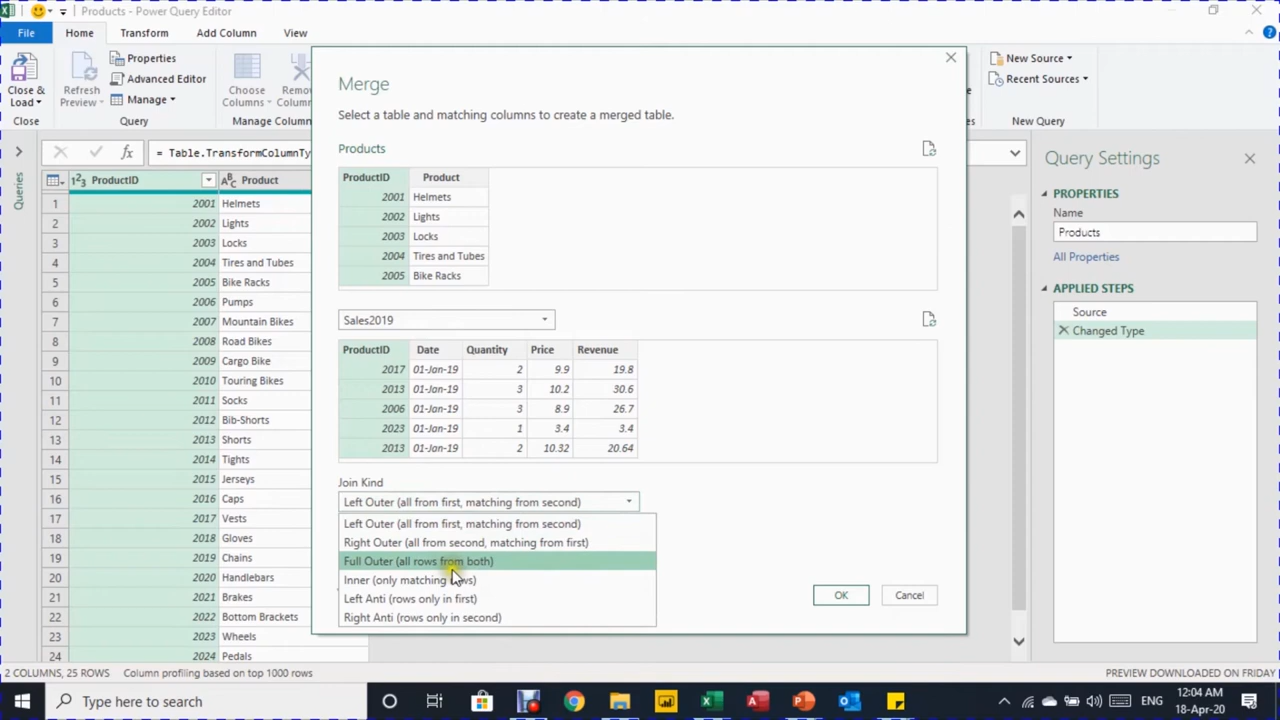 Products - Power Query Editor
File Home Transform Add Column View
Close & Load
Refresh Preview
Properties
Advanced Editor
Manage
Choose Columns
New Source
Recent Sources
Close Query New Query
fx = Table.TransformColumnTy
Queries
123 ProductID ABC Product
1 2001 Helmets
2 2002 Lights
3 2003 Locks
4 2004 Tires and Tubes
5 2005 Bike Racks
6 2006 Pumps
7 2007 Mountain Bikes
8 2008 Road Bikes
9 2009 Cargo Bike
10 2010 Touring Bikes
11 2011 Socks
12 2012 Bib-Shorts
13 2013 Shorts
14 2014 Tights
15 2015 Jerseys
16 2016 Caps
17 2017 Vests
18 2018 Gloves
19 2019 Chains
20 2020 Handlebars
21 2021 Brakes
22 2022 Bottom Brackets
23 2023 Wheels
24 2024 Pedals
Merge
Select a table and matching columns to create a merged table.
Products
ProductID Product
2001 Helmets
2002 Lights
2003 Locks
2004 Tires and Tubes
2005 Bike Racks
Sales2019
ProductID Date Quantity Price Revenue
2017 01-Jan-19 2 9.9 19.8
2013 01-Jan-19 3 10.2 30.6
2006 01-Jan-19 3 8.9 26.7
2023 01-Jan-19 1 3.4 3.4
2013 01-Jan-19 2 10.32 20.64
Join Kind
Left Outer (all from first, matching from second)
Left Outer (all from first, matching from second)
Right Outer (all from second, matching from first)
Full Outer (all rows from both)
Inner (only matching rows)
Left Anti (rows only in first)
Right Anti (rows only in second)
OK Cancel
Query Settings
PROPERTIES
Name
Products
All Properties
APPLIED STEPS
Source
Changed Type
2 COLUMNS, 25 ROWS Column profiling based on top 1000 rows PREVIEW DOWNLOADED ON FRIDAY
Type here to search
ENG
12:04 AM
18-Apr-20